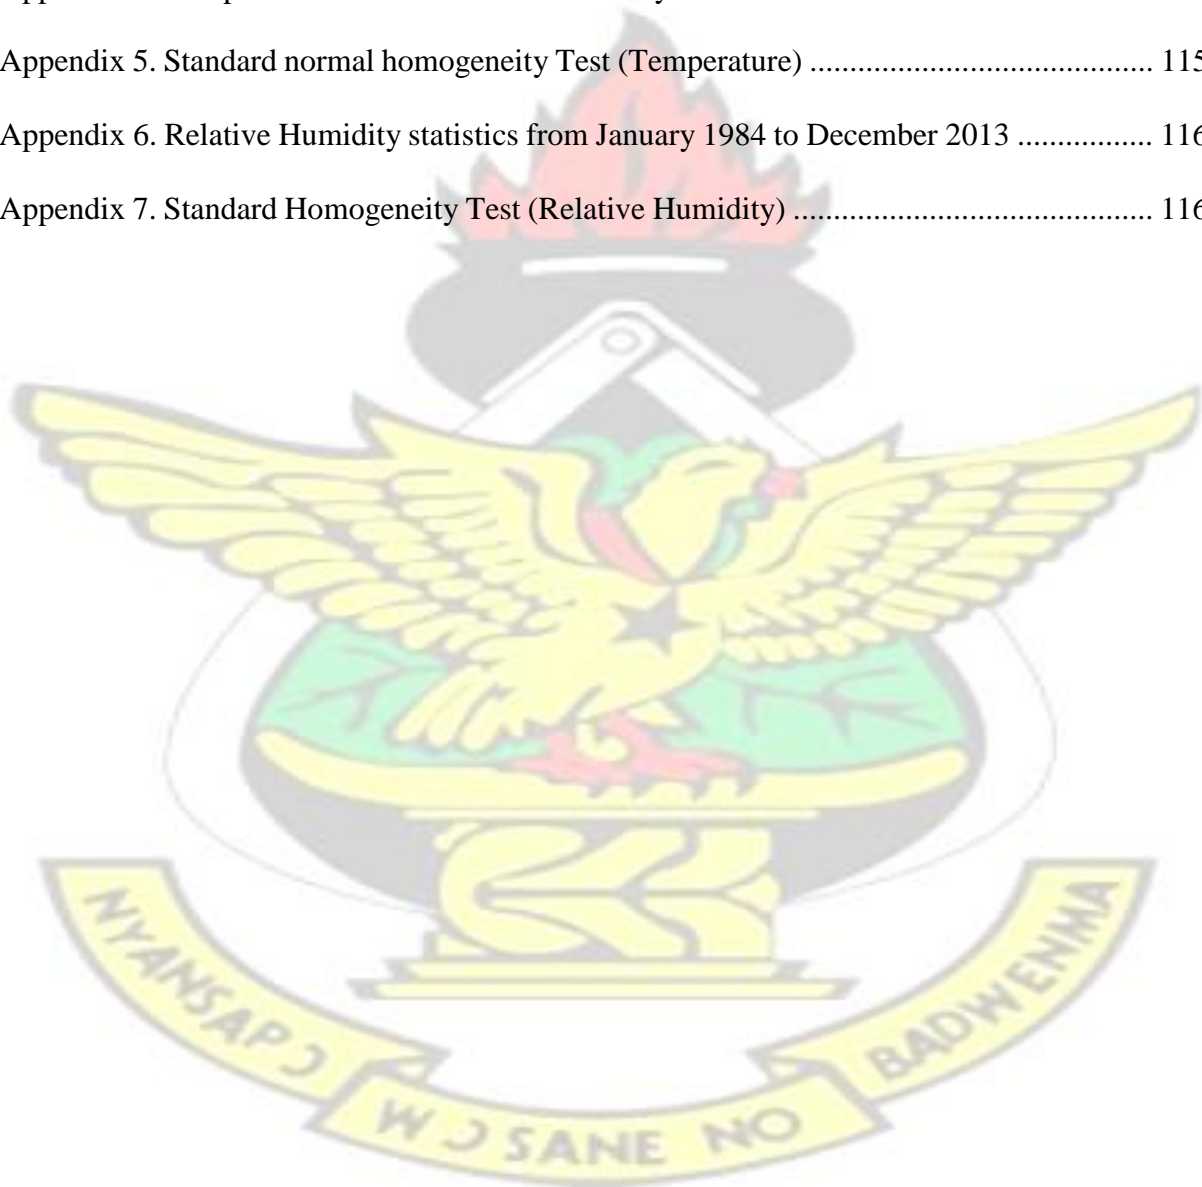 Appendix 5. Standard normal homogeneity Test (Temperature) .......................................... 115
Appendix 6. Relative Humidity statistics from January 1984 to December 2013 ................. 116
Appendix 7. Standard Homogeneity Test (Relative Humidity) ............................................. 116
NYANSAPƆ
WƆSANE NO
BADWENMA